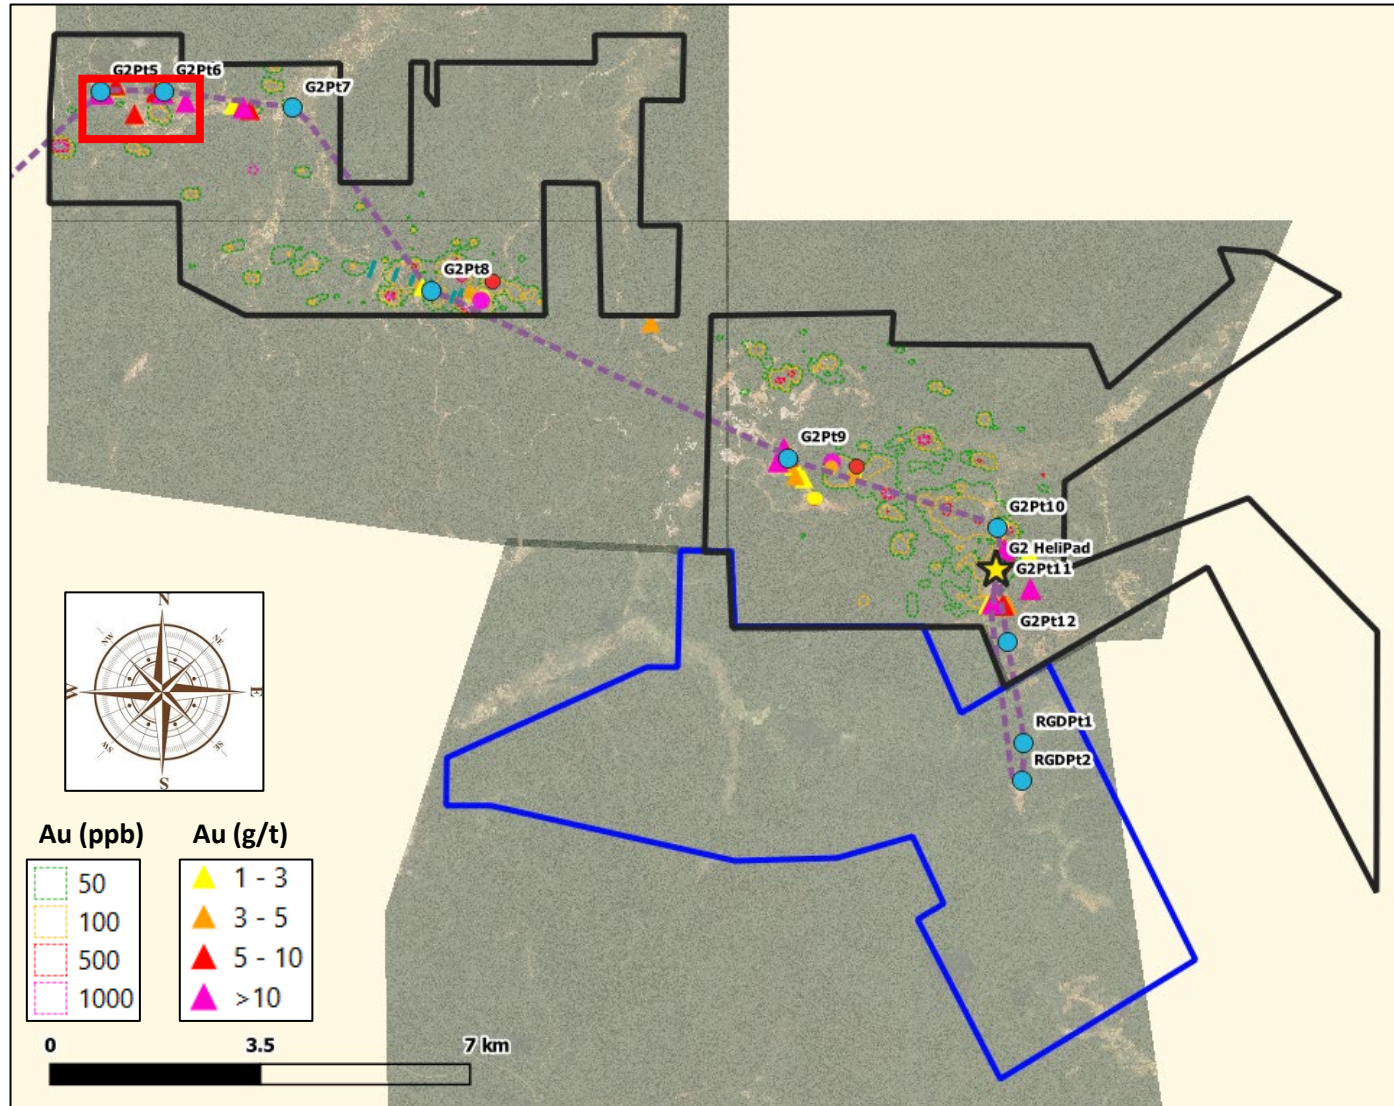 G2Pt5
G2Pt6
G2Pt7
G2Pt8
G2Pt9
G2Pt10
G2 HeliPad
G2Pt11
G2Pt12
RGDPt1
RGDPt2
N
NW
NE
W
E
SW
SE
S
Au (ppb)
50
100
500
1000
Au (g/t)
1 - 3
3 - 5
5 - 10
>10
0
3.5
7 km